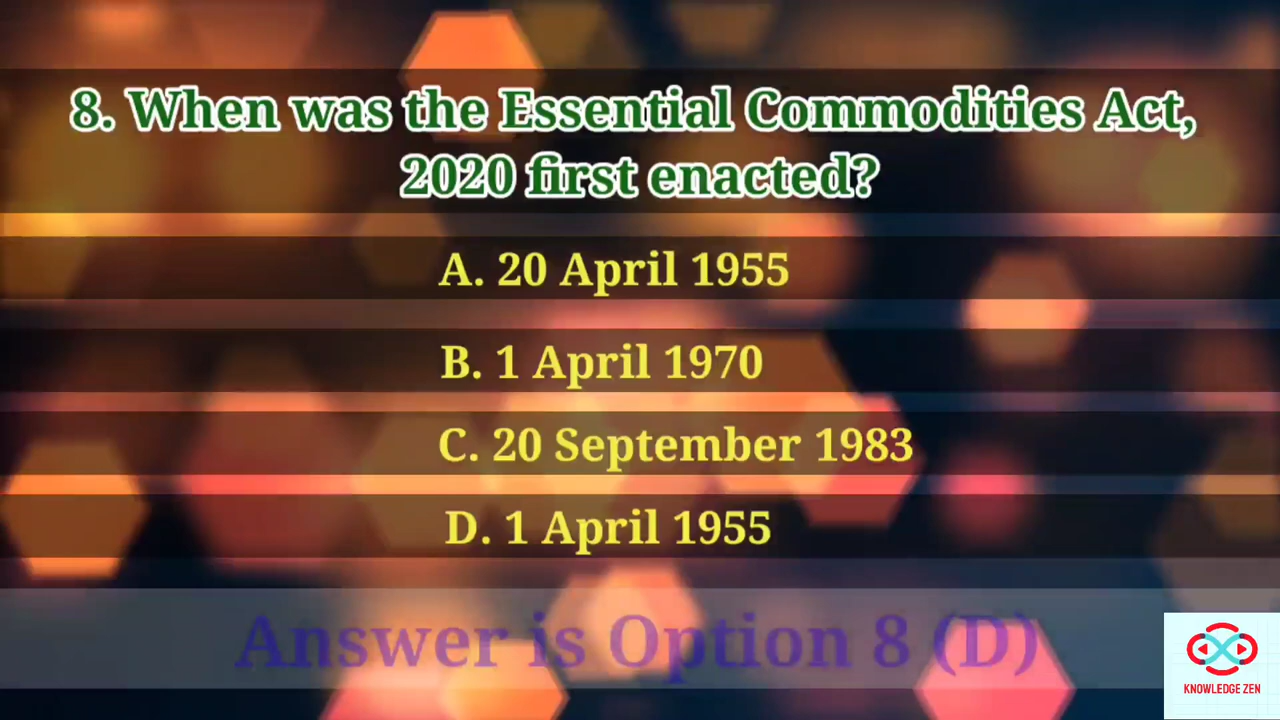 8. When was the Essential Commodities Act,
2020 first enacted?
A. 20 April 1955
B. 1 April 1970
C. 20 September 1983
D. 1 April 1955
Answer is Option 8 (D)
KNOWLEDGE ZEN